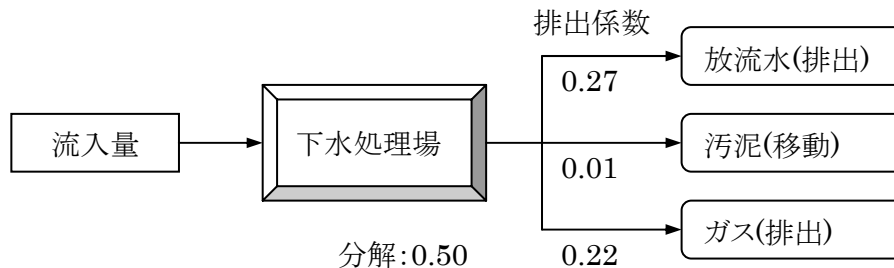 排出係数
放流水(排出)
0.27
流入量
下水処理場
汚泥(移動)
0.01
ガス(排出)
分解:0.50
0.22